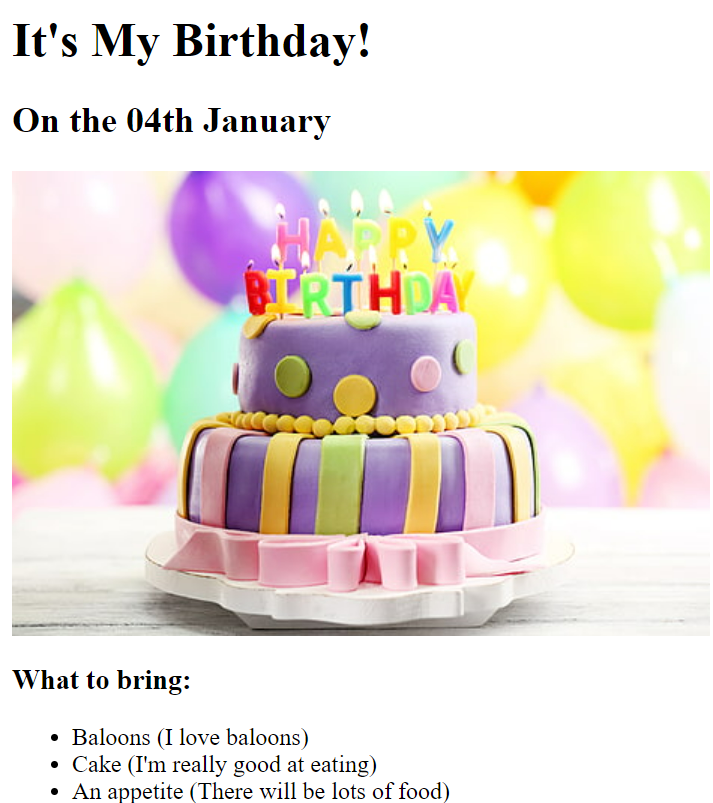 It's My Birthday!
On the 04th January
HAPPY
BIRTHDAY
What to bring:
Baloons (I love baloons)
Cake (I'm really good at eating)
An appetite (There will be lots of food)